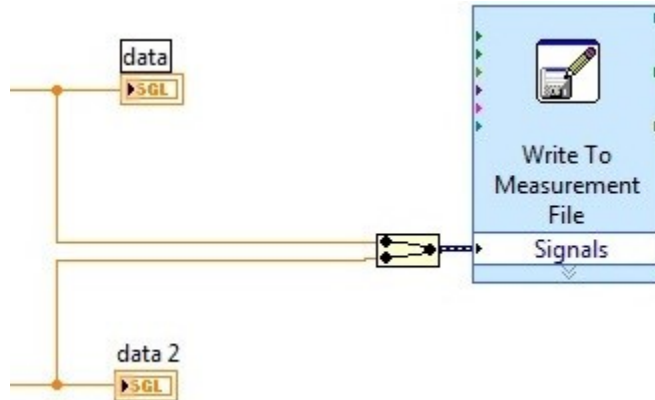 data
SGL
Write To
Measurement
File
Signals
data 2
SGL